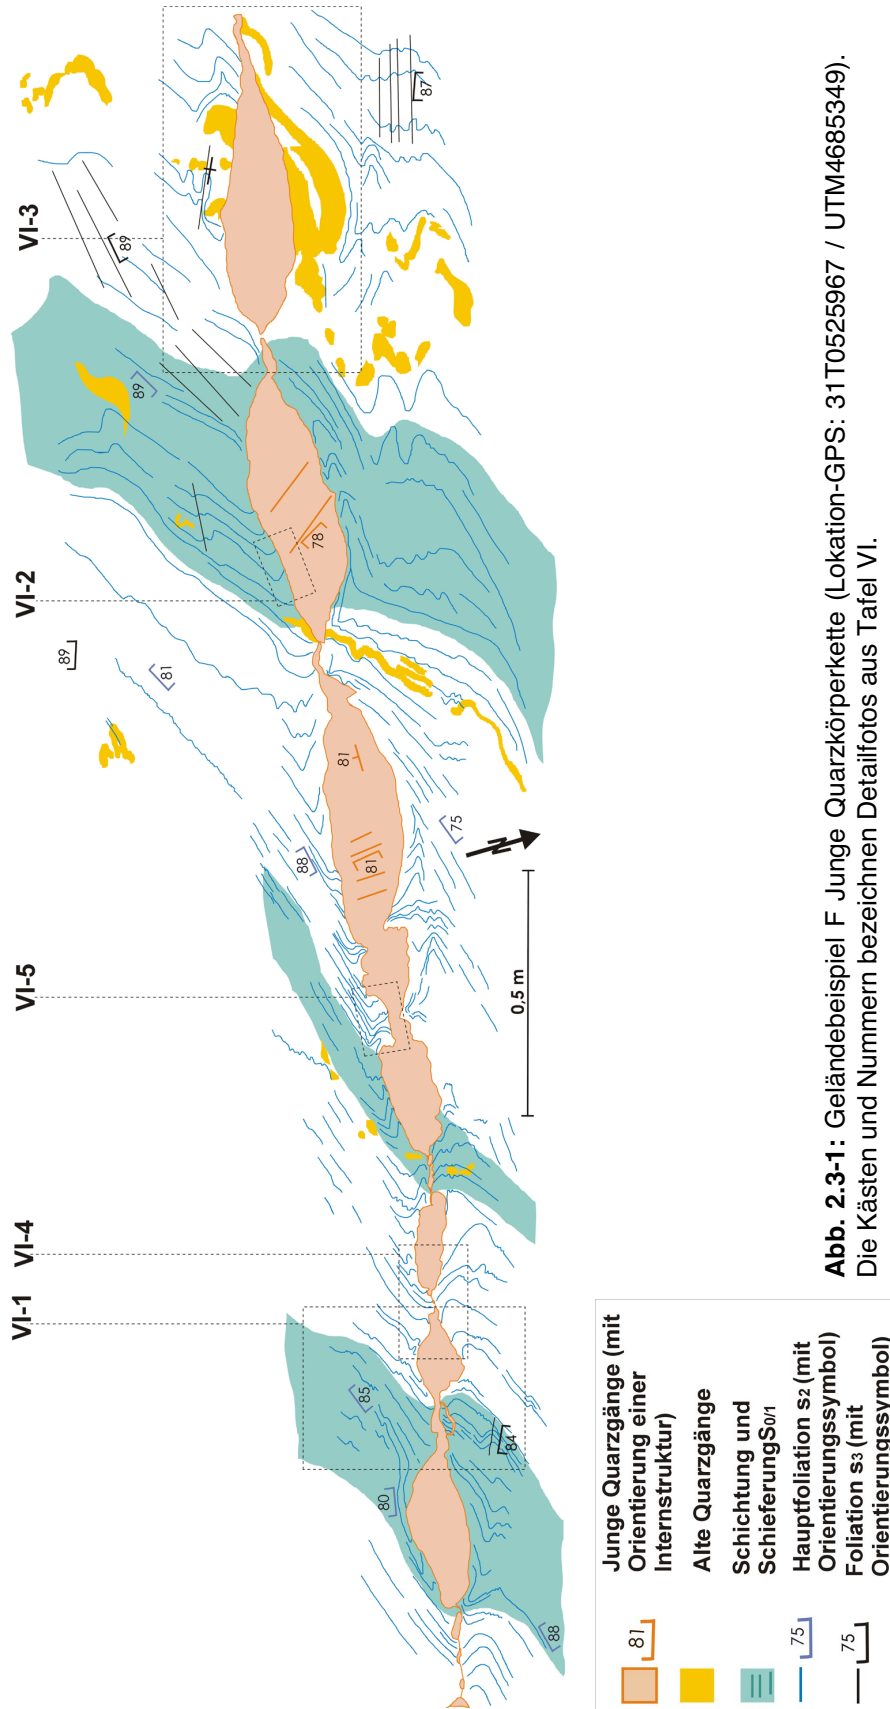 VI-1
VI-4
VI-5
VI-2
VI-3
88
80
85
84
88
81
81
75
N
0,5 m
89
81
78
89
89
87
Junge Quarzgänge (mit
Orientierung einer
Internstruktur)
81
Alte Quarzgänge
Schichtung und
SchieferungS0/1
Hauptfoliation s2 (mit
Orientierungssymbol)
75
Foliation s3 (mit
Orientierungssymbol)
75
Abb. 2.3-1: Geländebeispiel F Junge Quarzkörperkette (Lokation-GPS: 31T0525967 / UTM4685349).
Die Kästen und Nummern bezeichnen Detailfotos aus Tafel VI.